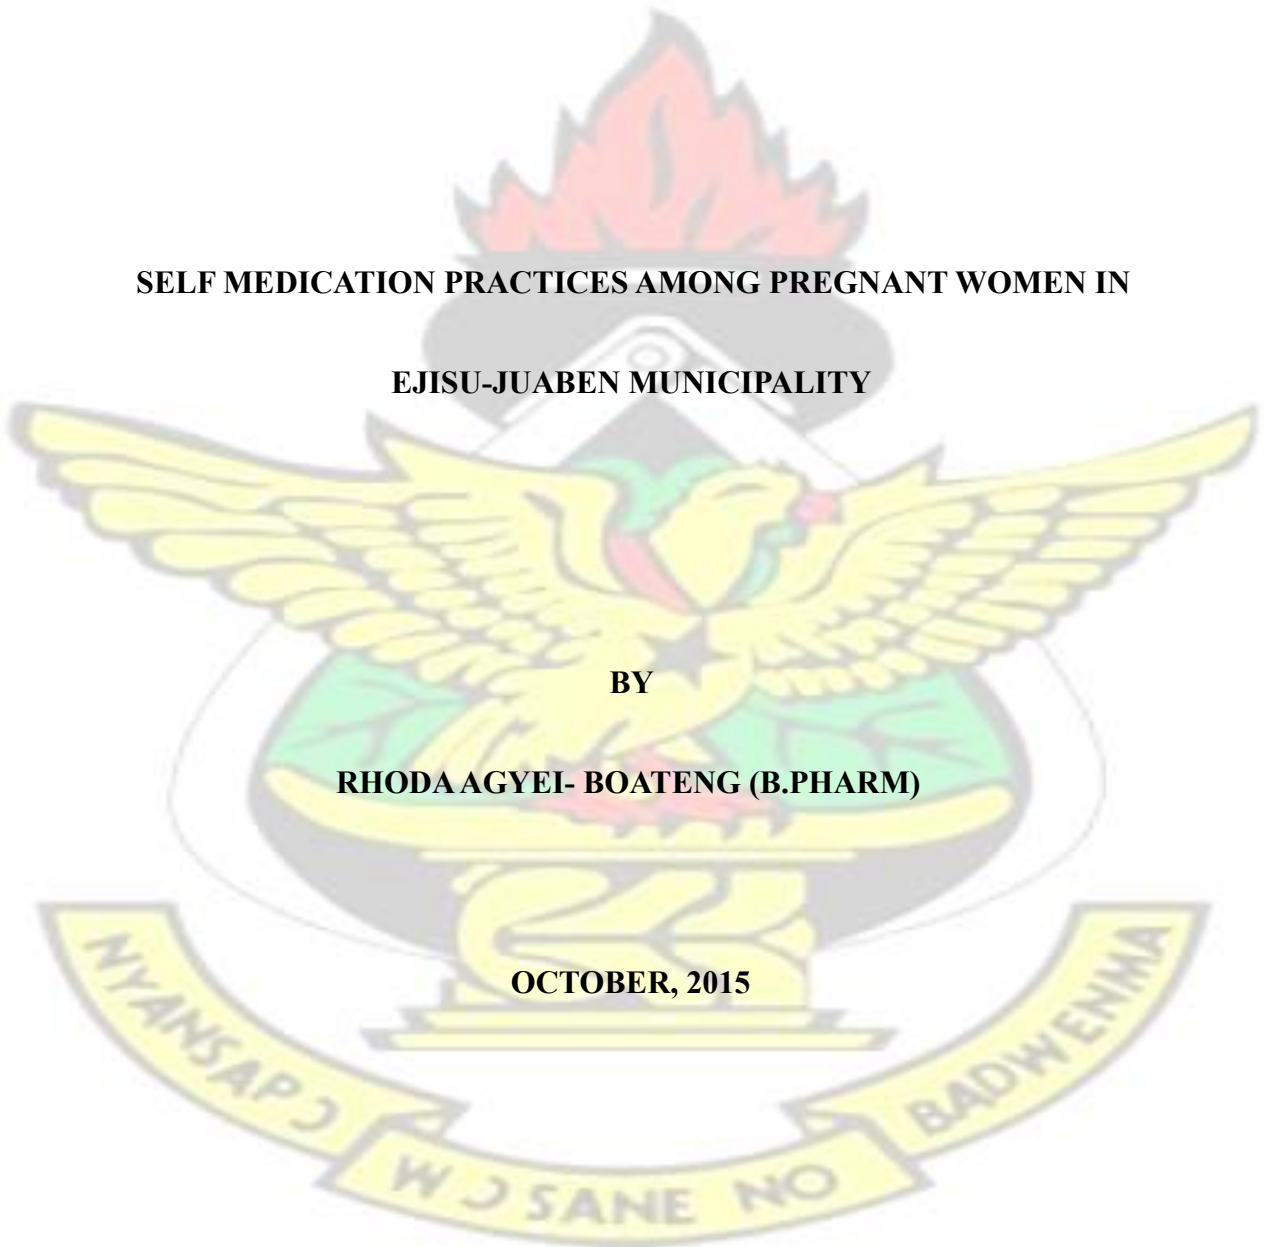 SELF MEDICATION PRACTICES AMONG PREGNANT WOMEN IN
EJISU-JUABEN MUNICIPALITY
BY
RHODA AGYEI- BOATENG (B.PHARM)
OCTOBER, 2015
NYANSAPƆ
WƆSANE NO
BADWENMA